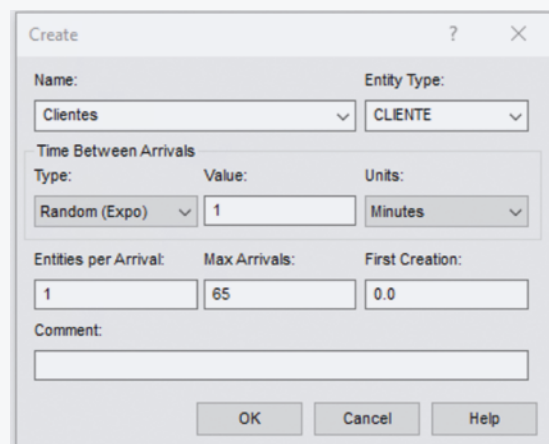 Create ?
Name: Entity Type:
Clientes CLIENTE
Time Between Arrivals
Type: Value: Units:
Random (Expo) 1 Minutes
Entities per Arrival: Max Arrivals: First Creation:
1 65 0.0
Comment:
OK Cancel Help